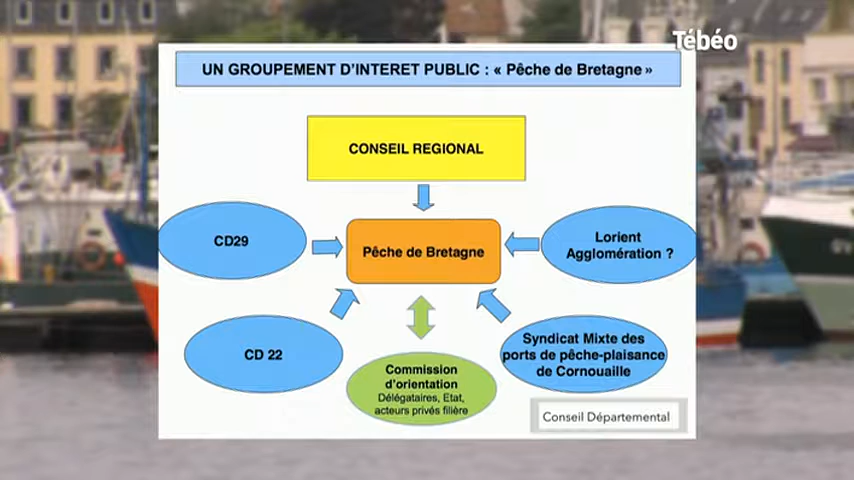 Tébéo
UN GROUPEMENT D'INTERET PUBLIC : « Pêche de Bretagne »
CONSEIL REGIONAL
CD29
Pêche de Bretagne
Lorient
Agglomération ?
CD 22
Commission
d'orientation
Délégataires, Etat,
acteurs privés filière
Syndicat Mixte des
ports de pêche-plaisance
de Cornouaille
Conseil Départemental